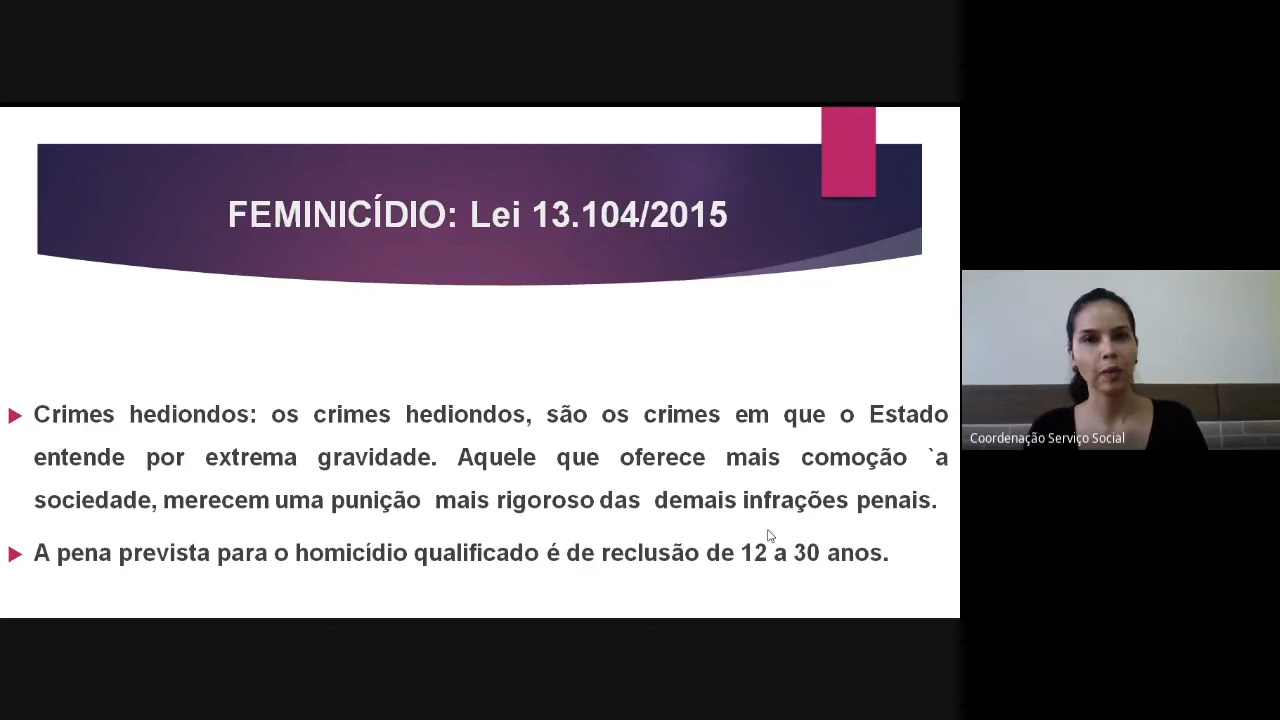 FEMINICÍDIO: Lei 13.104/2015
Crimes hediondos: os crimes hediondos, são os crimes em que o Estado
entende por extrema gravidade. Aquele que oferece mais comoção `a
sociedade, merecem uma punição mais rigoroso das demais infrações penais.
A pena prevista para o homicídio qualificado é de reclusão de 12 a 30 anos.
Coordenação Serviço Social